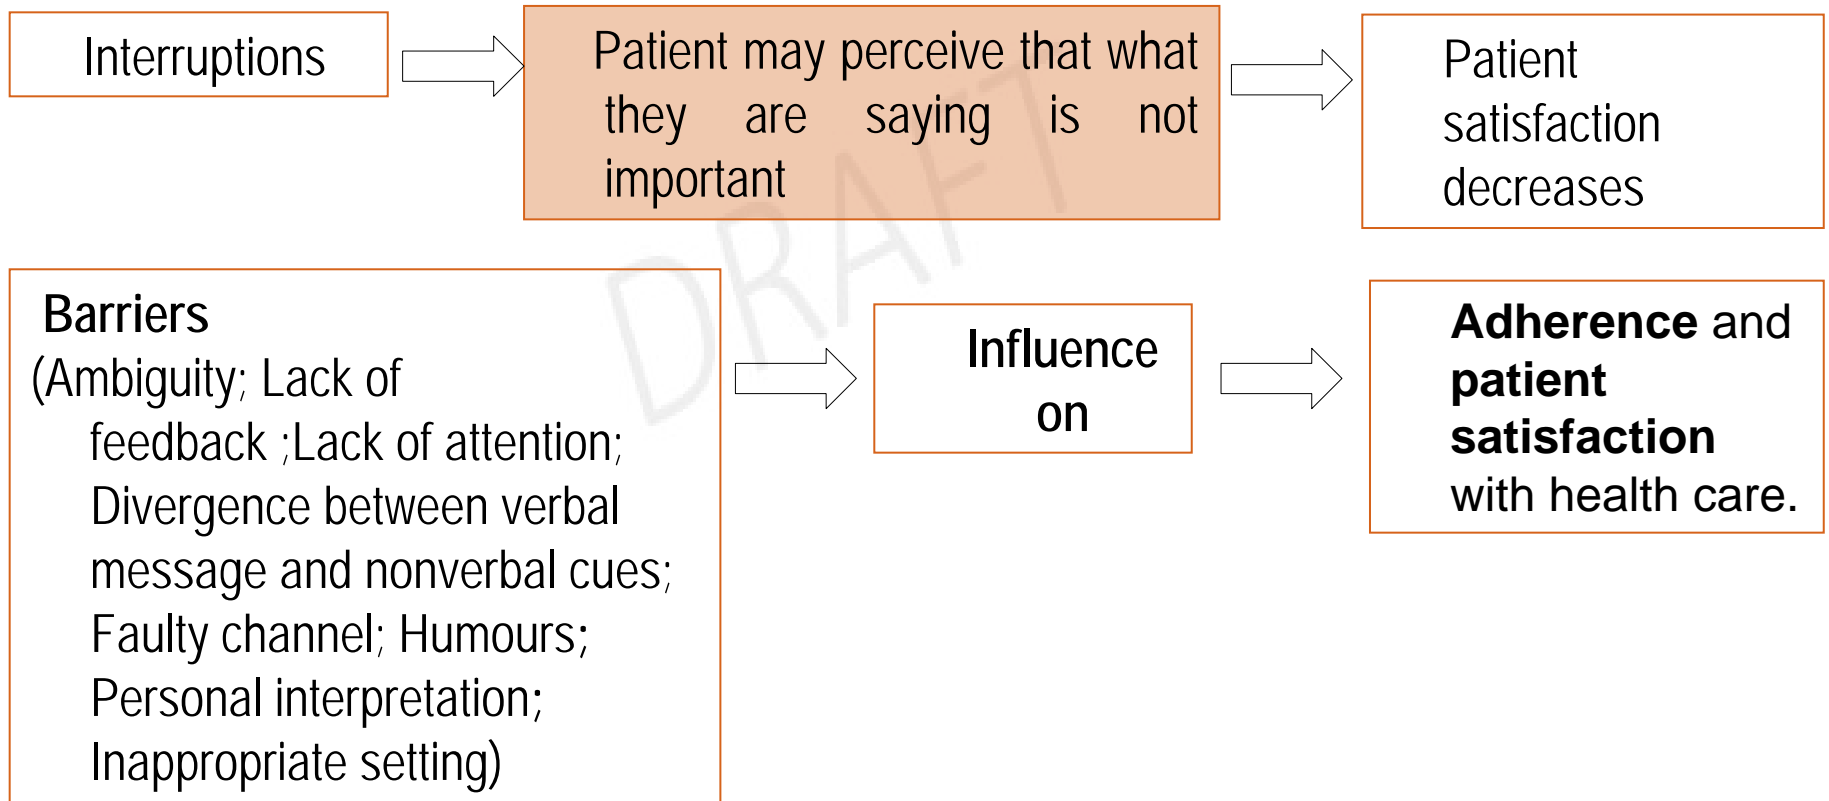 Interruptions
Patient may perceive that what
they are saying is not
important
Patient
satisfaction
decreases
Barriers
(Ambiguity; Lack of
feedback ;Lack of attention;
Divergence between verbal
message and nonverbal cues;
Faulty channel; Humours;
Personal interpretation;
Inappropriate setting)
Influence
on
Adherence and
patient
satisfaction
with health care.
DRAFT